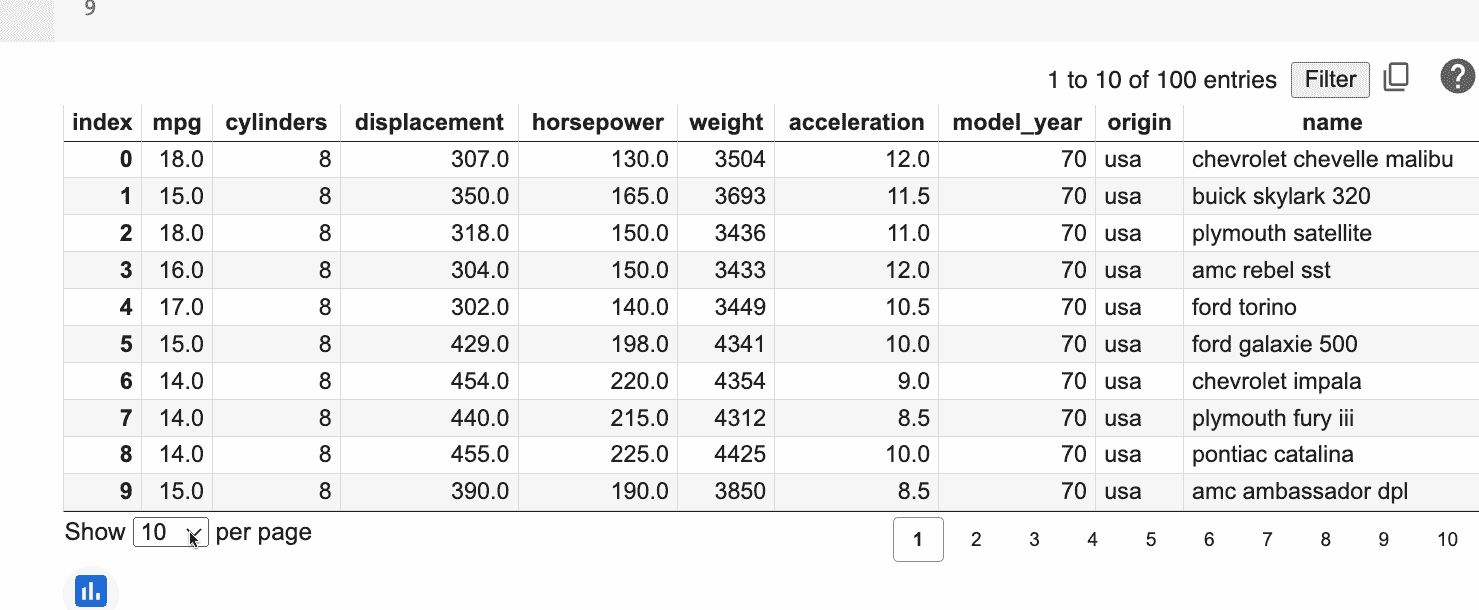 9
1 to 10 of 100 entries Filter ?
index mpg cylinders displacement horsepower weight acceleration model_year origin name
0 18.0 8 307.0 130.0 3504 12.0 70 usa chevrolet chevelle malibu
1 15.0 8 350.0 165.0 3693 11.5 70 usa buick skylark 320
2 18.0 8 318.0 150.0 3436 11.0 70 usa plymouth satellite
3 16.0 8 304.0 150.0 3433 12.0 70 usa amc rebel sst
4 17.0 8 302.0 140.0 3449 10.5 70 usa ford torino
5 15.0 8 429.0 198.0 4341 10.0 70 usa ford galaxie 500
6 14.0 8 454.0 220.0 4354 9.0 70 usa chevrolet impala
7 14.0 8 440.0 215.0 4312 8.5 70 usa plymouth fury iii
8 14.0 8 455.0 225.0 4425 10.0 70 usa pontiac catalina
9 15.0 8 390.0 190.0 3850 8.5 70 usa amc ambassador dpl
Show 10 per page 1 2 3 4 5 6 7 8 9 10